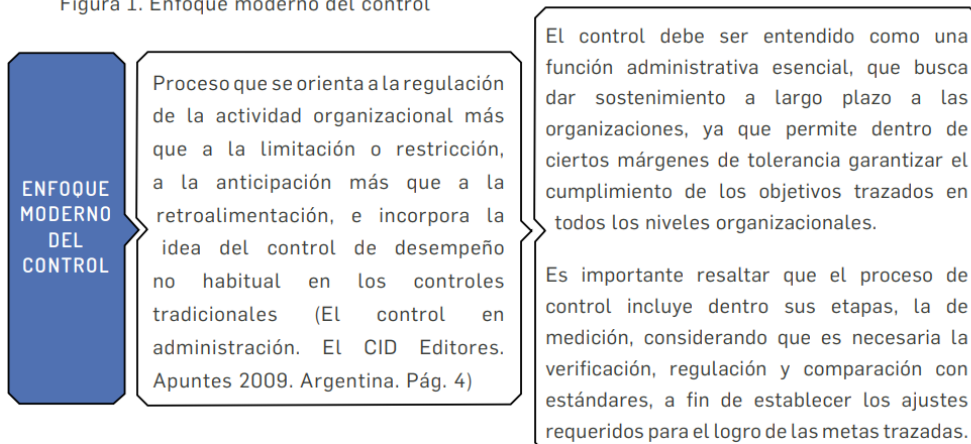 Figura 1. Enfoque moderno del control
ENFOQUE
MODERNO
DEL
CONTROL
Proceso que se orienta a la regulación
de la actividad organizacional más
que a la limitación o restricción,
a la anticipación más que a la
retroalimentación, e incorpora la
idea del control de desempeño
no habitual en los controles
tradicionales (El control en
administración. El CID Editores.
Apuntes 2009. Argentina. Pág. 4)
El control debe ser entendido como una
función administrativa esencial, que busca
dar sostenimiento a largo plazo a las
organizaciones, ya que permite dentro de
ciertos márgenes de tolerancia garantizar el
cumplimiento de los objetivos trazados en
todos los niveles organizacionales.
Es importante resaltar que el proceso de
control incluye dentro sus etapas, la de
medición, considerando que es necesaria la
verificación, regulación y comparación con
estándares, a fin de establecer los ajustes
requeridos para el logro de las metas trazadas.